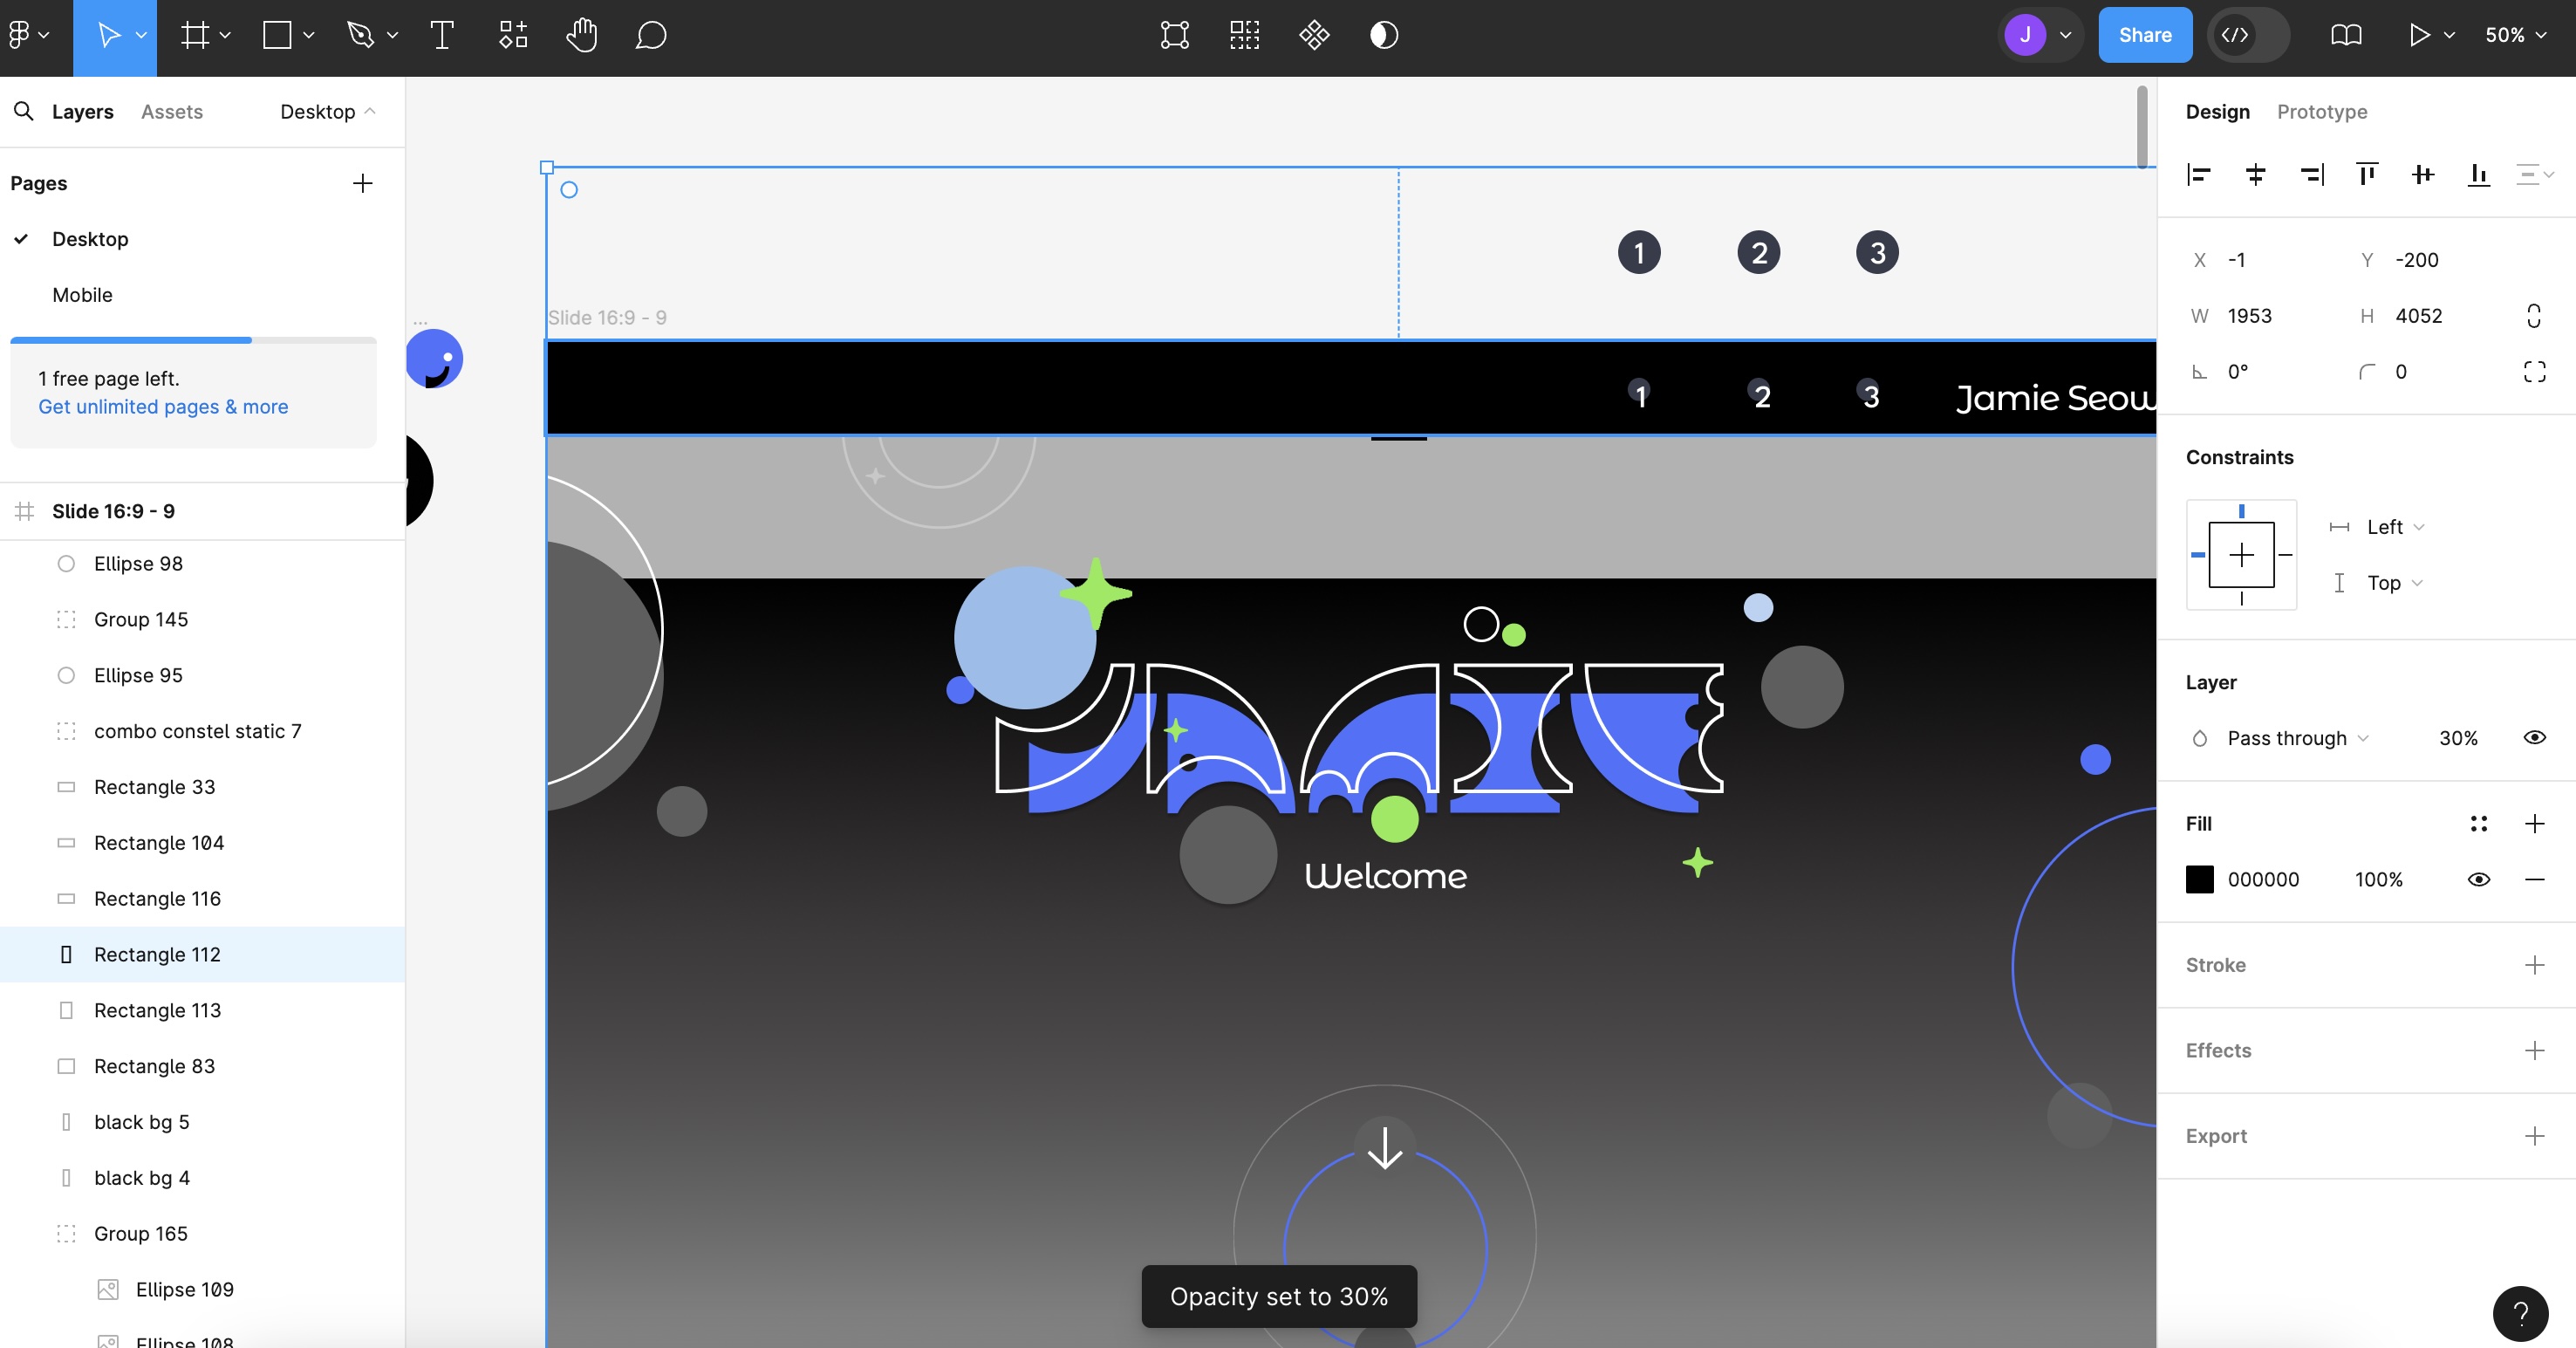 J
Share
50%
Layers
Assets
Desktop
Pages
Desktop
Mobile
1 free page left.
Get unlimited pages & more
Slide 16:9 - 9
Ellipse 98
Group 145
Ellipse 95
combo constel static 7
Rectangle 33
Rectangle 104
Rectangle 116
Rectangle 112
Rectangle 113
Rectangle 83
black bg 5
black bg 4
Group 165
Ellipse 109
Ellipse 108
...
1 2 3
Slide 16:9 - 9
1 2 3 Jamie Seow
Welcome
Opacity set to 30%
Design
Prototype
X -1
Y -200
W 1953
H 4052
0°
0
Constraints
Left
Top
Layer
Pass through 30%
Fill
000000 100%
Stroke
Effects
Export
?